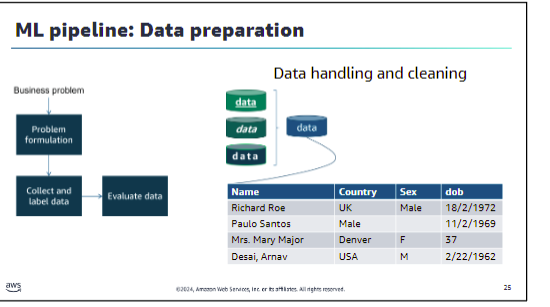 ML pipeline: Data preparation
Data handling and cleaning
Business problem
Problem
formulation
Collect and
label data
Evaluate data
data
data
data
data
Name Country Sex dob
Richard Roe UK Male 18/2/1972
Paulo Santos Male 11/2/1969
Mrs. Mary Major Denver F 37
Desai, Arnav USA M 2/22/1962
aws
©2024, Amazon Web Services, Inc. or its affiliates. All rights reserved.
25